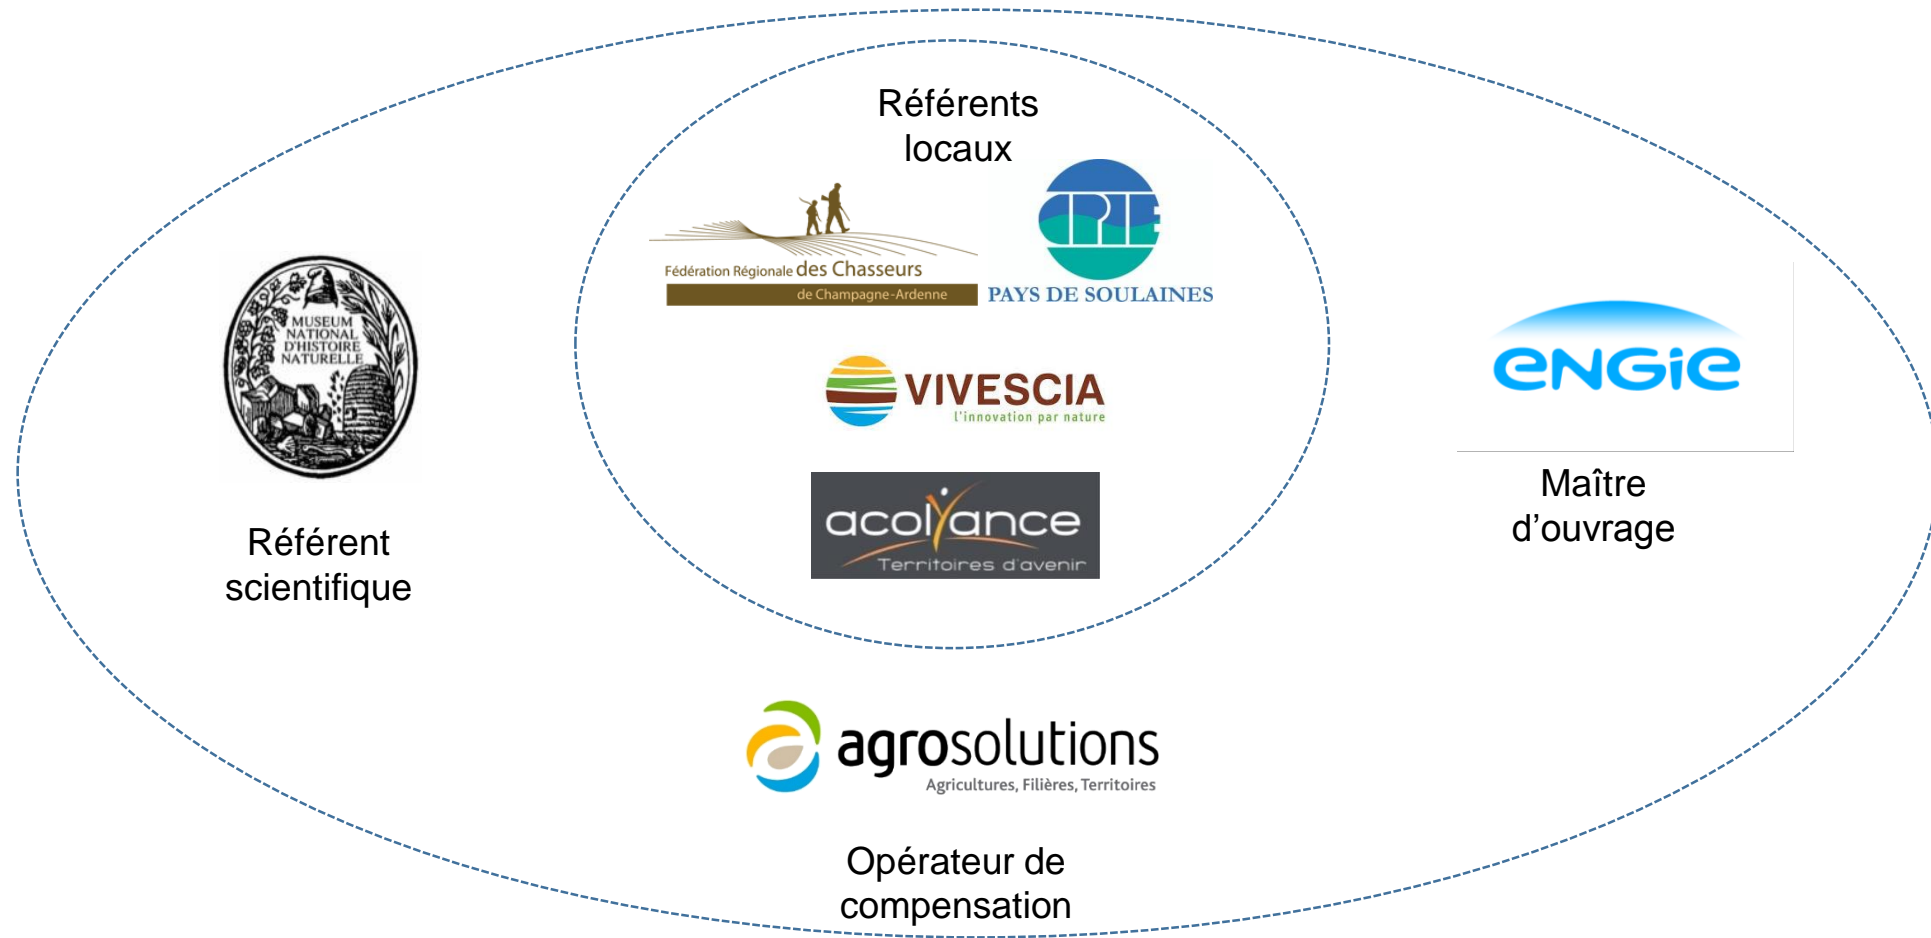 Référents
locaux
Fédération Régionale des Chasseurs
de Champagne-Ardenne
CPIE
PAYS DE SOULAINES
MUSEUM
NATIONAL
D'HISTOIRE
NATURELLE
Référent
scientifique
VIVESCIA
l'innovation par nature
acolyance
Territoires d'avenir
ENGiE
Maître
d'ouvrage
agrosolutions
Agricultures, Filières, Territoires
Opérateur de
compensation